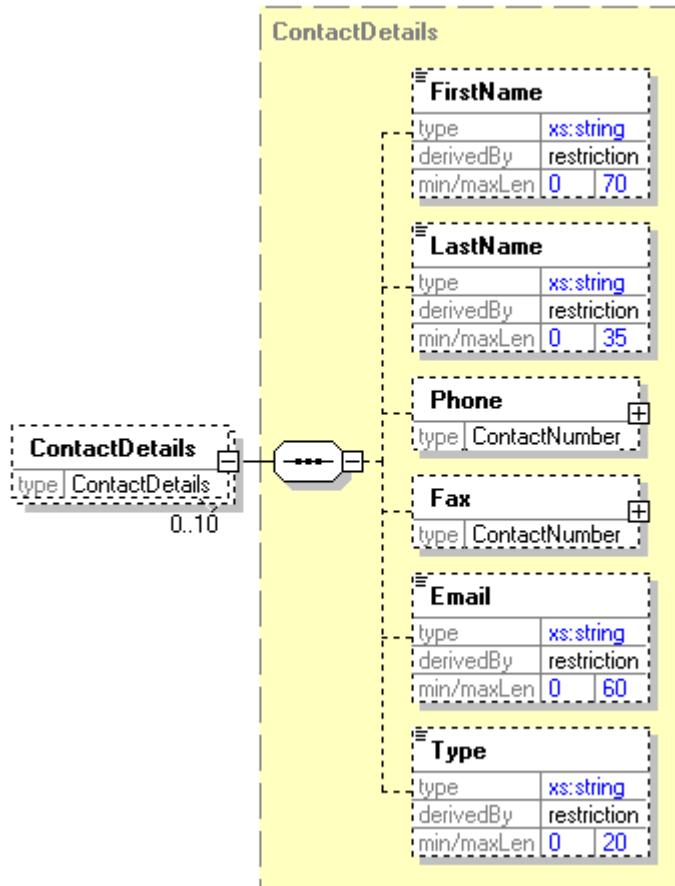 ContactDetails
FirstName
type xs:string
derivedBy restriction
min/maxLen 0 70
LastName
type xs:string
derivedBy restriction
min/maxLen 0 35
Phone
type ContactNumber
ContactDetails
type ContactDetails
0..10
Fax
type ContactNumber
Email
type xs:string
derivedBy restriction
min/maxLen 0 60
Type
type xs:string
derivedBy restriction
min/maxLen 0 20